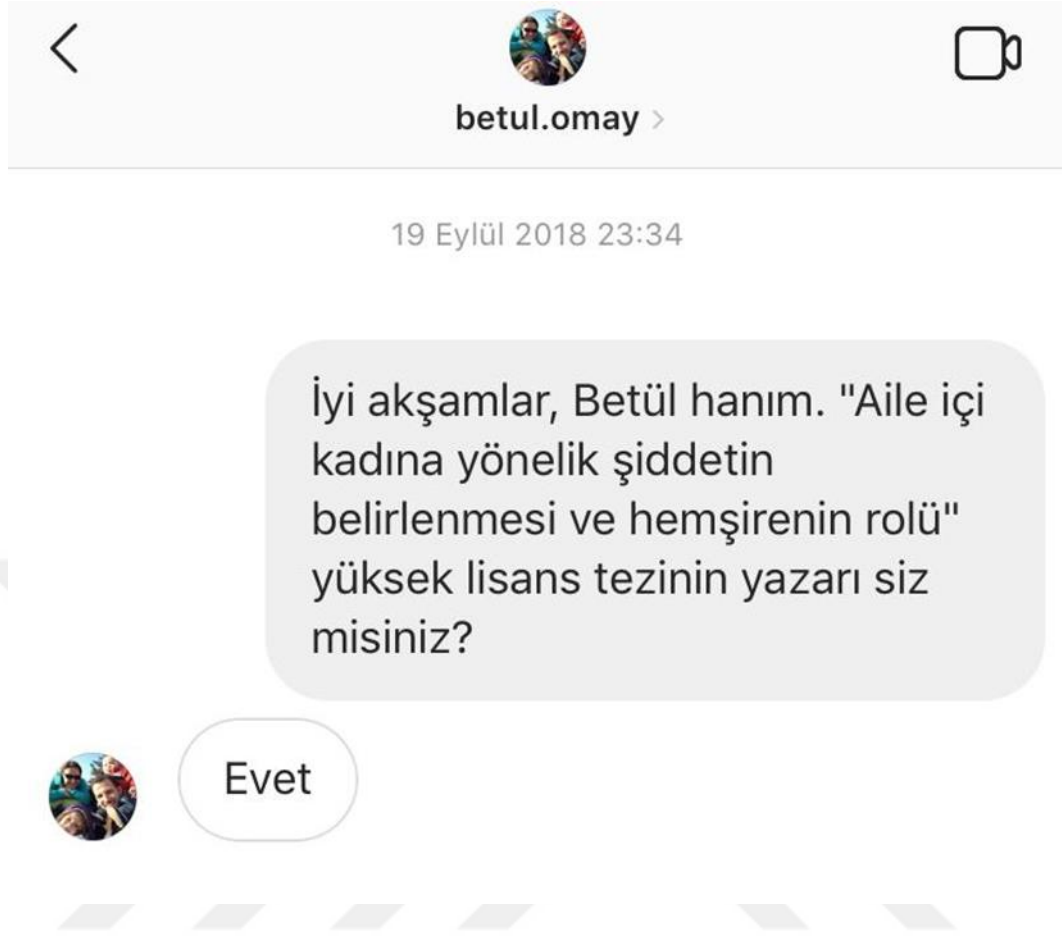 betul.omay
19 Eylül 2018 23:34
İyi akşamlar, Betül hanım. "Aile içi
kadına yönelik şiddetin
belirlenmesi ve hemşirenin rolü"
yüksek lisans tezinin yazarı siz
misiniz?
Evet